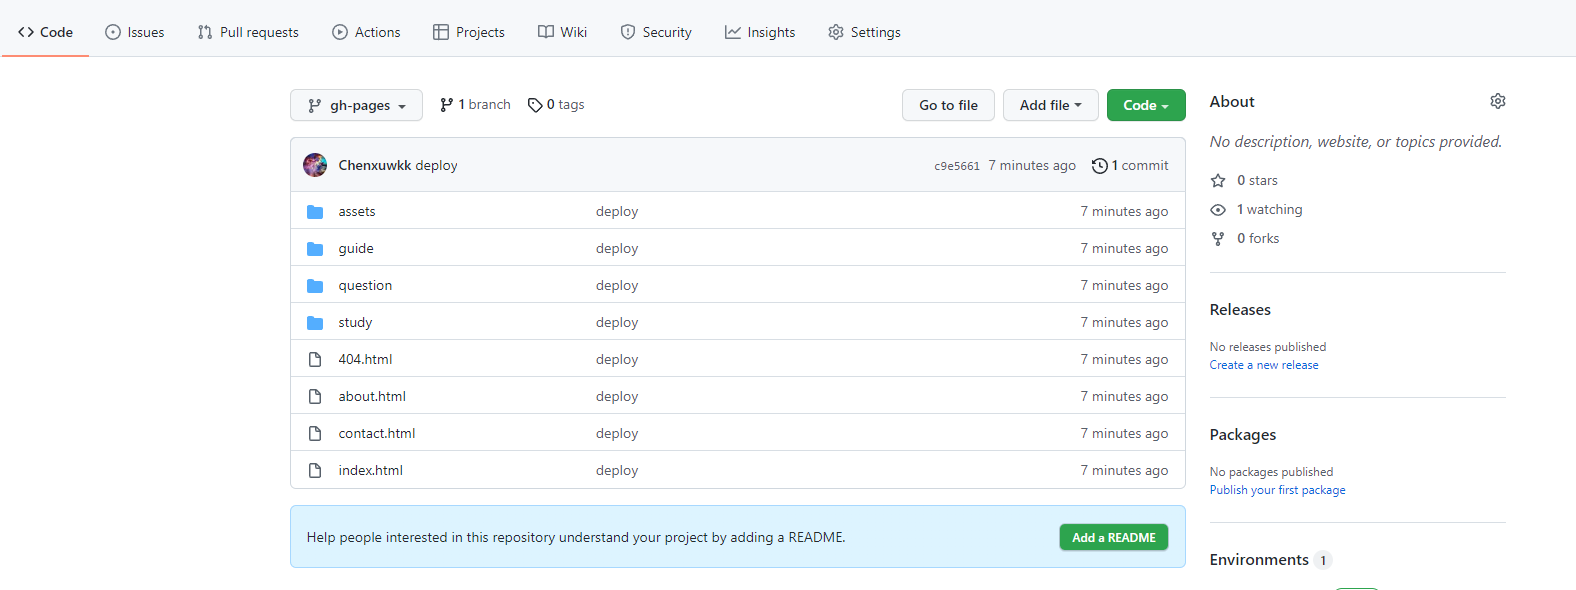 Code Issues Pull requests Actions Projects Wiki Security Insights Settings
gh-pages 1 branch 0 tags Go to file Add file Code
Chenxuwkk deploy c9e5661 7 minutes ago 1 commit
assets deploy 7 minutes ago
guide deploy 7 minutes ago
question deploy 7 minutes ago
study deploy 7 minutes ago
404.html deploy 7 minutes ago
about.html deploy 7 minutes ago
contact.html deploy 7 minutes ago
index.html deploy 7 minutes ago
Help people interested in this repository understand your project by adding a README. Add a README
About
No description, website, or topics provided.
0 stars
1 watching
0 forks
Releases
No releases published
Create a new release
Packages
No packages published
Publish your first package
Environments 1